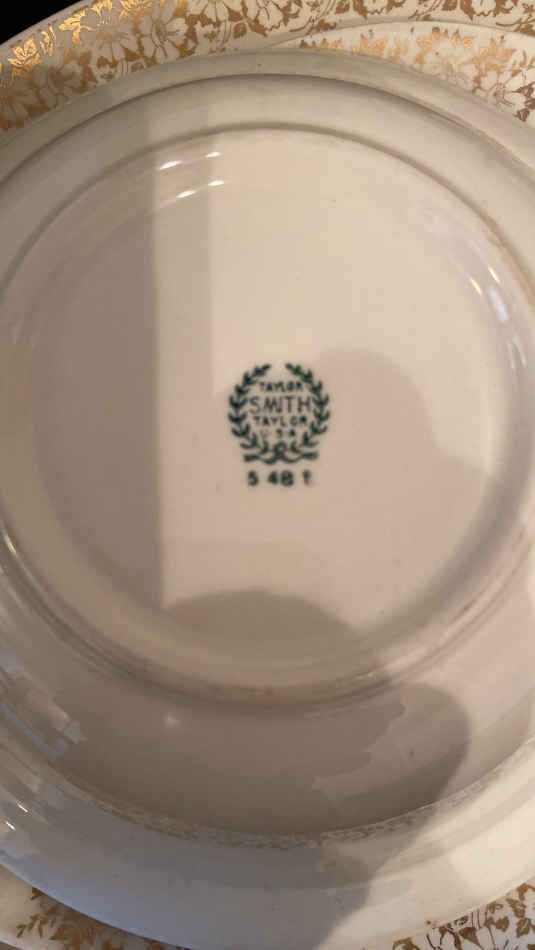 TAYLOR
SMITH
TAYLOR
U S A
5 48 1